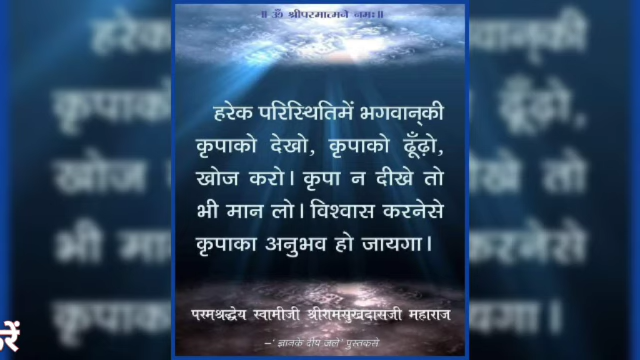 ॥ ॐ श्रीपरमात्मने नमः॥
हरेक परिस्थितिमें भगवान्‌की
कृपाको देखो, कृपाको ढूँढ़ो,
खोज करो। कृपा न दीखे तो
भी मान लो। विश्वास करनेसे
कृपाका अनुभव हो जायगा।
परमश्रद्धेय स्वामीजी श्रीरामसुखदासजी महाराज
–'ज्ञानके दीप जले' पुस्तकसे
रें